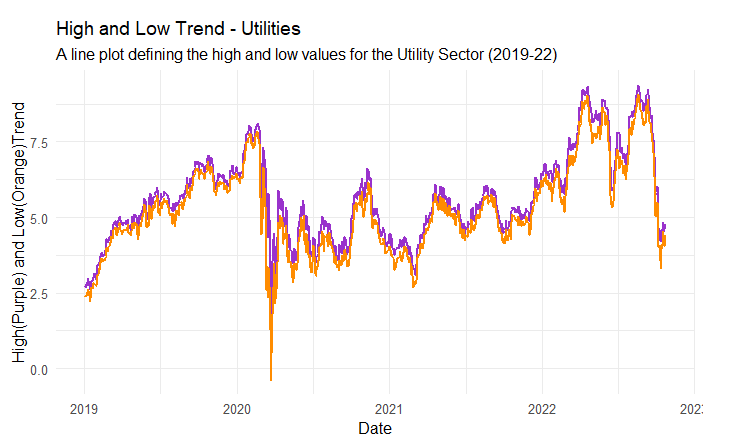 High and Low Trend - Utilities
A line plot defining the high and low values for the Utility Sector (2019-22)
High(Purple) and Low(Orange)Trend
7.5
5.0
2.5
0.0
2019 2020 2021 2022 202
Date